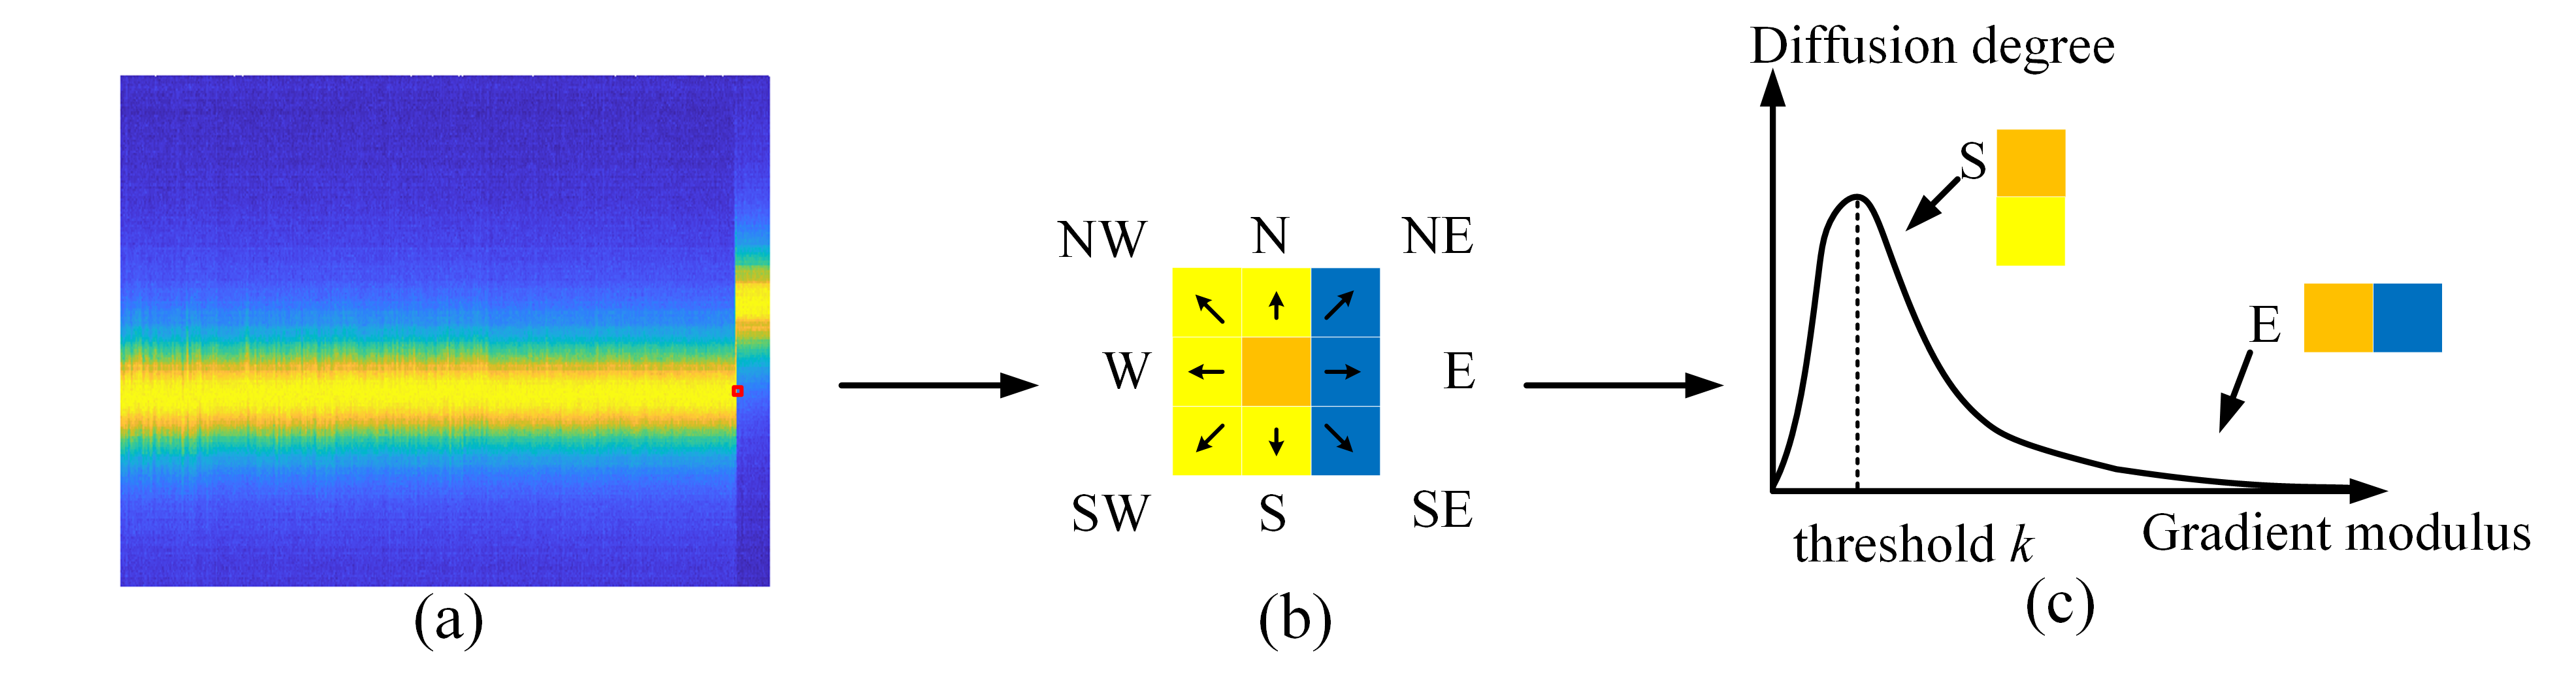 Diffusion degree
S
E
NW N NE
W E
SW S SE
threshold k
Gradient modulus
(a)
(b)
(c)